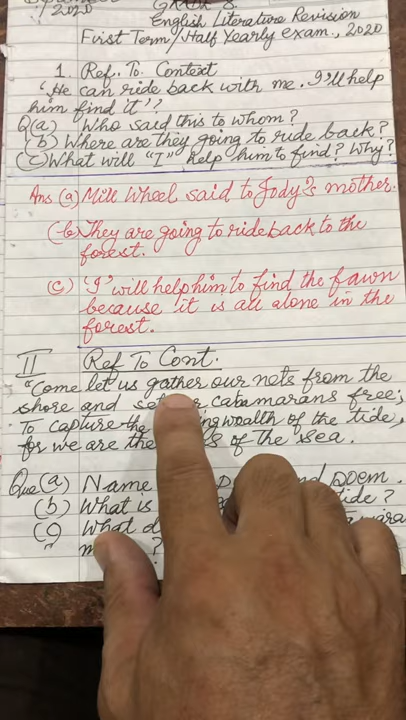 /2020
English Literature Revision
First Term/Half Yearly exam., 2020
1. Ref. To. Context
"He can ride back with me. I'll help
him find it"?
Q(a) Who said this to whom?
(b) Where are they going to ride back?
(c) What will "I" help him to find? Why?
Ans (a) Mill Wheel said to Jody's mother.
(b) They are going to ride back to the
forest.
(c) 'I' will help him to find the fawn
because it is all alone in the
forest.
II Ref To Cont.
"Come let us gather our nets from the
shore and set catamarans free;
To capture the wealth of the tide,
for we are the of the sea.
Que (a) Name poem.
(b) What is ?
(c) What
?